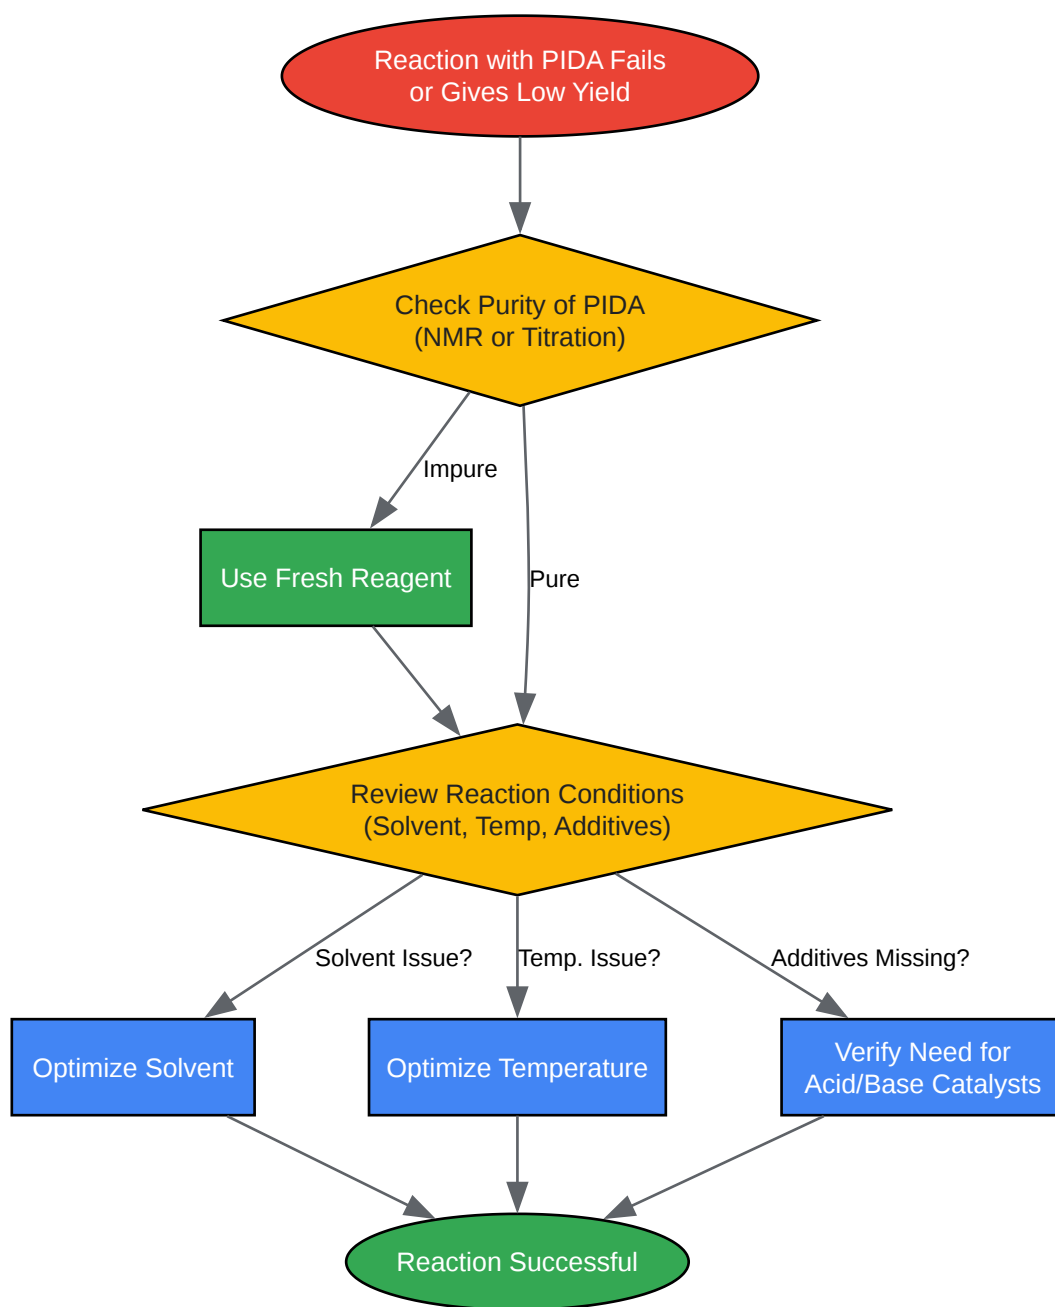 Reaction with PIDA Fails
or Gives Low Yield
Check Purity of PIDA
(NMR or Titration)
Impure
Use Fresh Reagent
Pure
Review Reaction Conditions
(Solvent, Temp, Additives)
Solvent Issue?
Temp. Issue?
Additives Missing?
Optimize Solvent
Optimize Temperature
Verify Need for
Acid/Base Catalysts
Reaction Successful